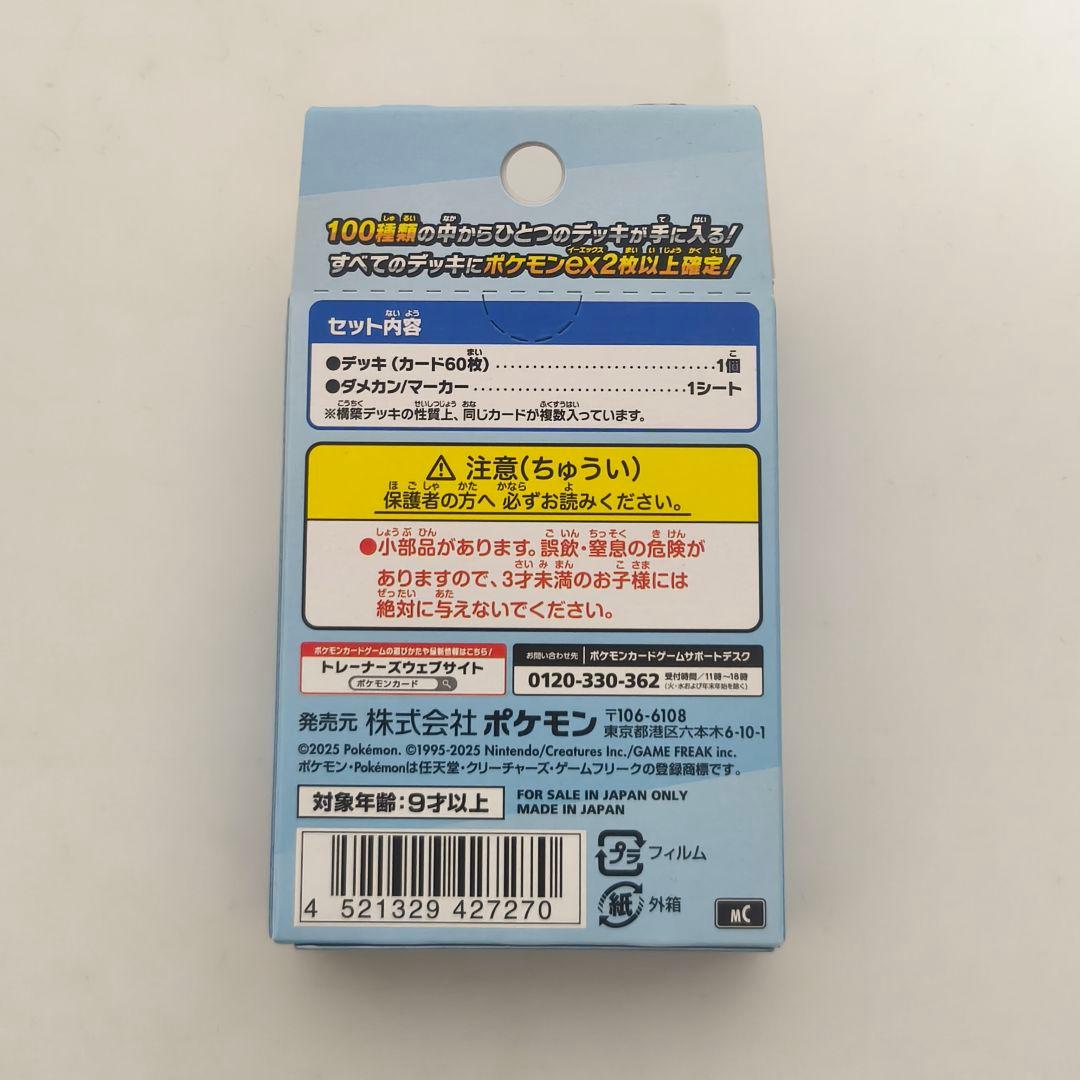 100種類の中からひとつのデッキが手に入る!
すべてのデッキにポケモンex2枚以上確定!
セット内容
●デッキ(カード60枚)……………………………1個
●ダメカン/マーカー……………………………1シート
※構築デッキの性質上、同じカードが複数入っています。
⚠ 注意(ちゅうい)
保護者の方へ 必ずお読みください。
●小部品があります。誤飲・窒息の危険が
ありますので、3才未満のお子様には
絶対に与えないでください。
ポケモンカードゲームの遊びかたや最新情報はこちら!
トレーナーズウェブサイト
ポケモンカード
お問い合わせ先 ポケモンカードゲームサポートデスク
0120-330-362 受付時間/11時~18時
(火・水および年末年始を除く)
発売元 株式会社 ポケモン 〒106-6108
東京都港区六本木6-10-1
©2025 Pokémon. ©1995-2025 Nintendo/Creatures Inc./GAME FREAK inc.
ポケモン・Pokémonは任天堂・クリーチャーズ・ゲームフリークの登録商標です。
対象年齢:9才以上
FOR SALE IN JAPAN ONLY
MADE IN JAPAN
プラ フィルム
紙 外箱
4 521329 427270
MC